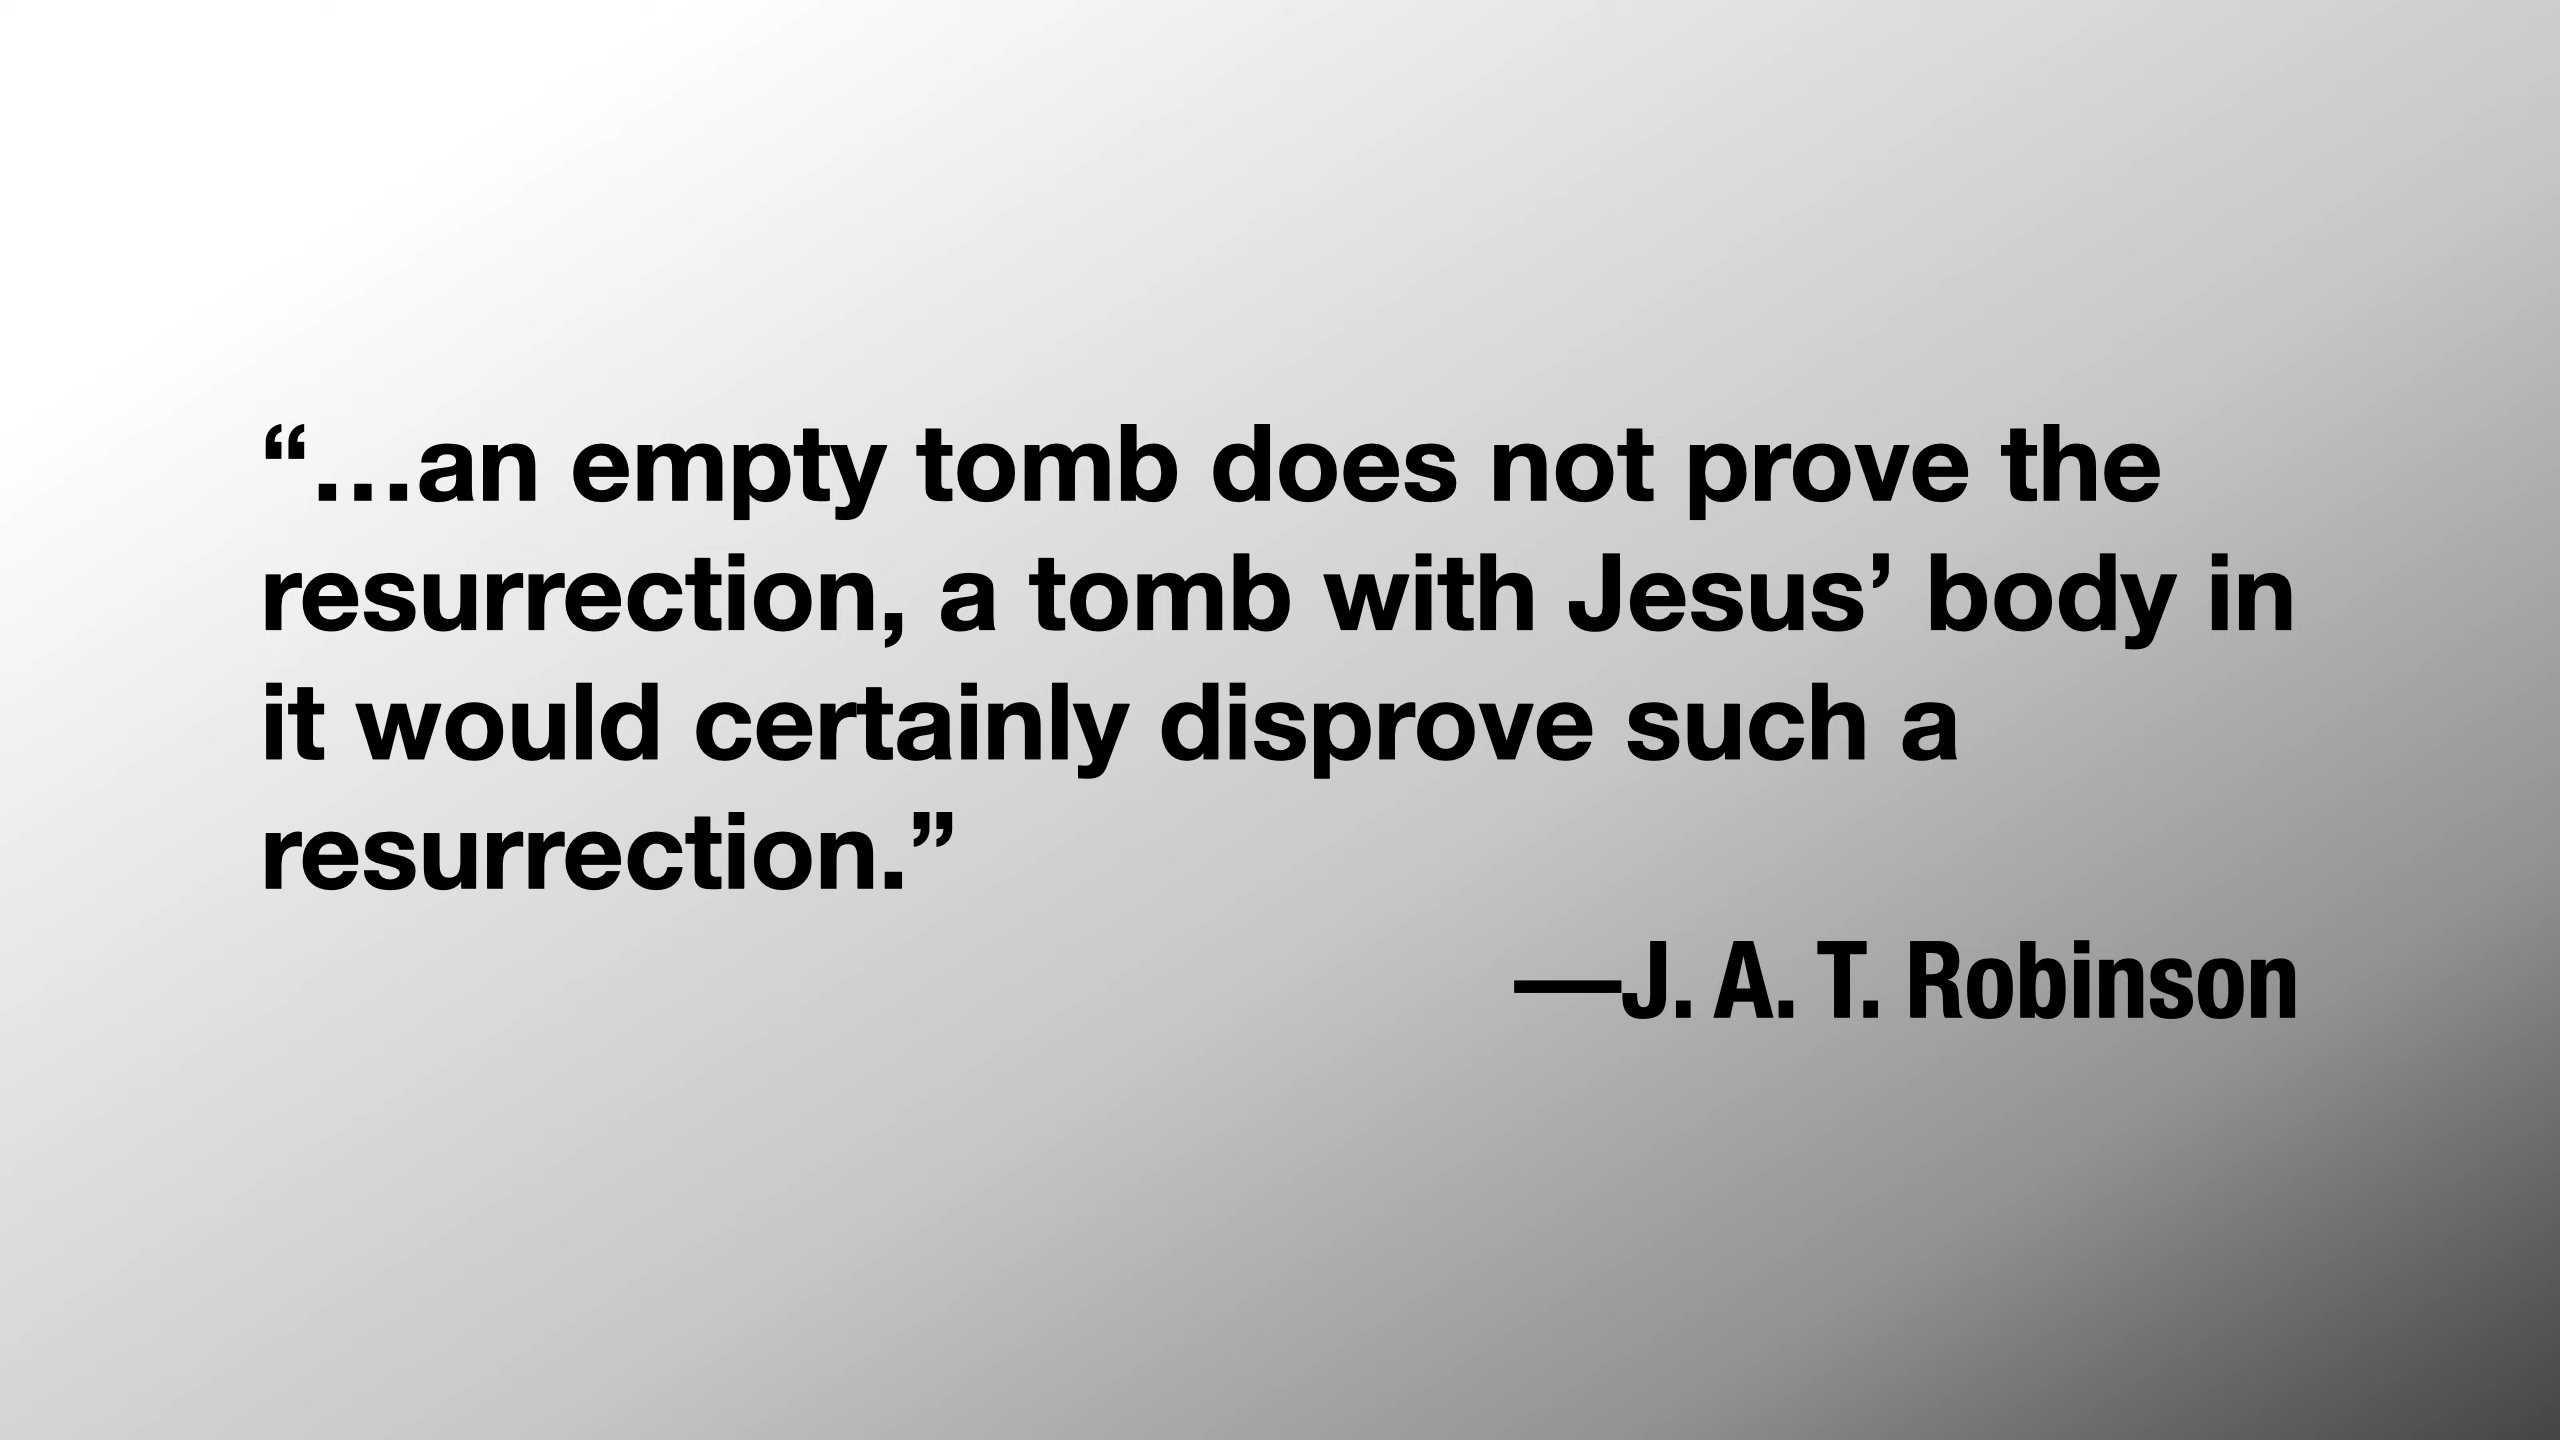 “…an empty tomb does not prove the
resurrection, a tomb with Jesus’ body in
it would certainly disprove such a
resurrection.”
—J. A. T. Robinson